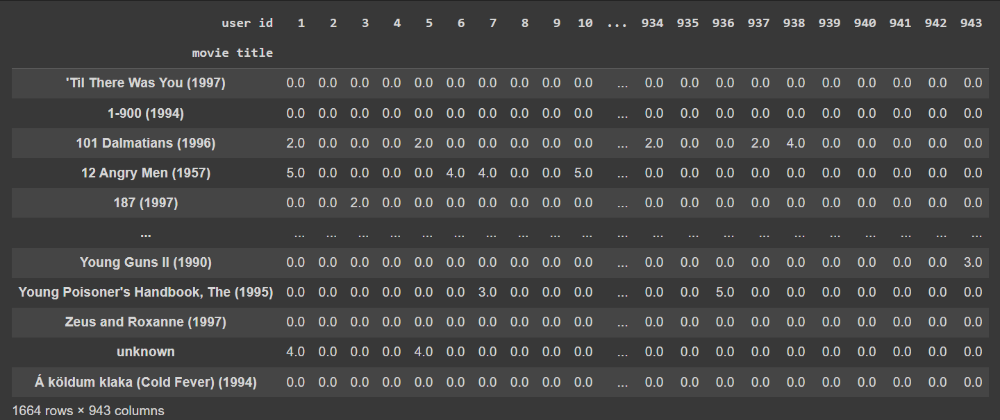 user id 1 2 3 4 5 6 7 8 9 10 ... 934 935 936 937 938 939 940 941 942 943
movie title
'Til There Was You (1997) 0.0 0.0 0.0 0.0 0.0 0.0 0.0 0.0 0.0 0.0 ... 0.0 0.0 0.0 0.0 0.0 0.0 0.0 0.0 0.0 0.0
1-900 (1994) 0.0 0.0 0.0 0.0 0.0 0.0 0.0 0.0 0.0 0.0 ... 0.0 0.0 0.0 0.0 0.0 0.0 0.0 0.0 0.0 0.0
101 Dalmatians (1996) 2.0 0.0 0.0 0.0 2.0 0.0 0.0 0.0 0.0 0.0 ... 2.0 0.0 0.0 2.0 4.0 0.0 0.0 0.0 0.0 0.0
12 Angry Men (1957) 5.0 0.0 0.0 0.0 0.0 4.0 4.0 0.0 0.0 5.0 ... 0.0 0.0 0.0 0.0 0.0 0.0 0.0 0.0 0.0 0.0
187 (1997) 0.0 0.0 2.0 0.0 0.0 0.0 0.0 0.0 0.0 0.0 ... 0.0 0.0 0.0 0.0 0.0 0.0 0.0 0.0 0.0 0.0
... ... ... ... ... ... ... ... ... ... ... ... ... ... ... ... ... ... ... ... ... ...
Young Guns II (1990) 0.0 0.0 0.0 0.0 0.0 0.0 0.0 0.0 0.0 0.0 ... 0.0 0.0 0.0 0.0 0.0 0.0 0.0 0.0 0.0 3.0
Young Poisoner's Handbook, The (1995) 0.0 0.0 0.0 0.0 0.0 0.0 3.0 0.0 0.0 0.0 ... 0.0 0.0 5.0 0.0 0.0 0.0 0.0 0.0 0.0 0.0
Zeus and Roxanne (1997) 0.0 0.0 0.0 0.0 0.0 0.0 0.0 0.0 0.0 0.0 ... 0.0 0.0 0.0 0.0 0.0 0.0 0.0 0.0 0.0 0.0
unknown 4.0 0.0 0.0 0.0 4.0 0.0 0.0 0.0 0.0 0.0 ... 0.0 0.0 0.0 0.0 0.0 0.0 0.0 0.0 0.0 0.0
Á köldum klaka (Cold Fever) (1994) 0.0 0.0 0.0 0.0 0.0 0.0 0.0 0.0 0.0 0.0 ... 0.0 0.0 0.0 0.0 0.0 0.0 0.0 0.0 0.0 0.0
1664 rows × 943 columns